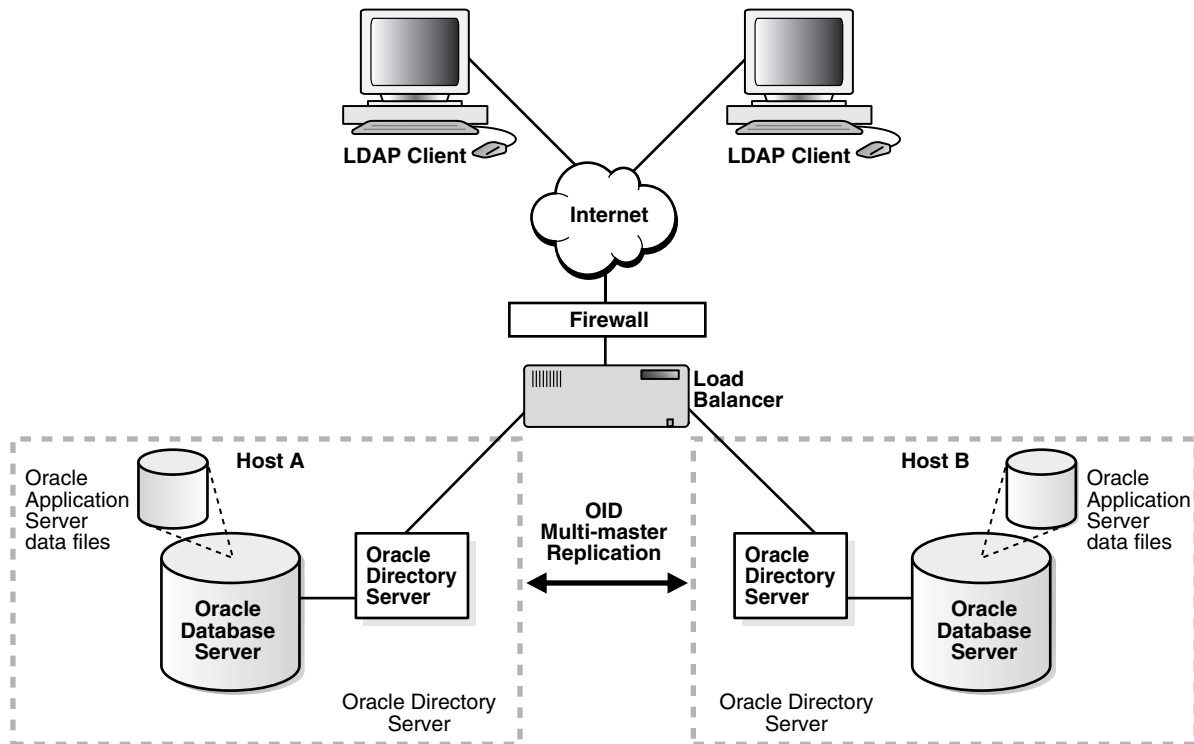 LDAP Client
LDAP Client
Internet
Firewall
Load
Balancer
Host A
Oracle
Application
Server
data files
Oracle
Database
Server
Oracle
Directory
Server
Oracle Directory
Server
OID
Multi-master
Replication
Host B
Oracle
Application
Server
data files
Oracle
Directory
Server
Oracle
Database
Server
Oracle Directory
Server